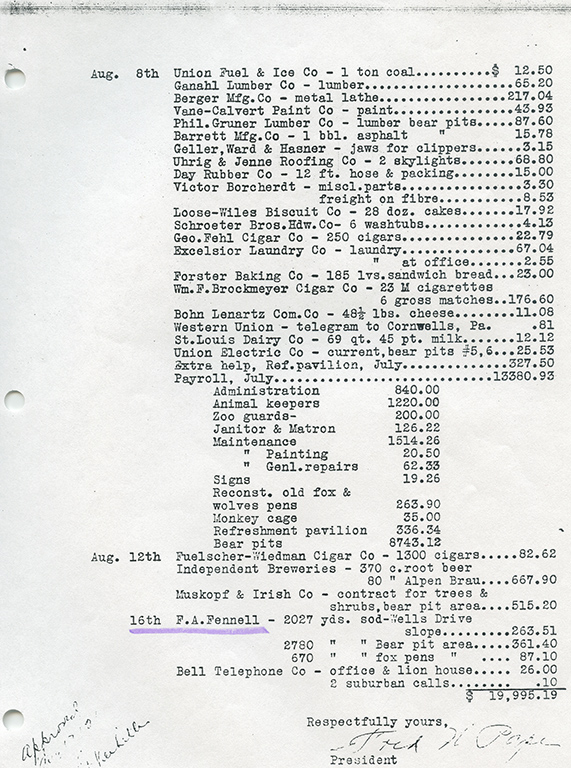 Aug. 8th Union Fuel & Ice Co - 1 ton coal..........$ 12.50
Ganahl Lumber Co - lumber..................... 65.20
Berger Mfg.Co - metal lathe...................217.04
Vane-Calvert Paint Co - paint................. 43.93
Phil.Gruner Lumber Co - lumber bear pits......87.60
Barrett Mfg.Co - 1 bbl. asphalt " 15.78
Geller,Ward & Hasner - jaws for clippers.... 3.15
Uhrig & Jenne Roofing Co - 2 skylights.......68.80
Day Rubber Co - 12 ft. hose & packing........15.00
Victor Borcherdt - miscl.parts............... 3.30
freight on fibre............ 8.53
Loose-Wiles Biscuit Co - 28 doz. cakes.......17.92
Schroeter Bros.Hdw.Co- 6 washtubs............ 4.13
Geo.Fehl Cigar Co - 250 cigars...............22.79
Excelsior Laundry Co - laundry...............67.04
" at office.... 2.55
Forster Baking Co - 185 lvs.sandwich bread...23.00
Wm.F.Brockmeyer Cigar Co - 23 M cigarettes
6 gross matches..176.60
Bohn Lenartz Com.Co - 48½ lbs. cheese........11.08
Western Union - telegram to Cornwells, Pa. .81
St.Louis Dairy Co - 69 qt. 45 pt. milk.......12.12
Union Electric Co - current,bear pits #5,6...25.53
Extra help, Ref.pavilion, July..............327.50
Payroll, July.............................13380.93
Administration 840.00
Animal keepers 1220.00
Zoo guards- 200.00
Janitor & Matron 126.22
Maintenance 1514.26
" Painting 20.50
" Genl.repairs 62.33
Signs 19.26
Reconst. old fox &
wolves pens 263.90
Monkey cage 35.00
Refreshment pavilion 336.34
Bear pits 8743.12
Aug. 12th Fuelscher-Wiedman Cigar Co - 1300 cigars.....82.62
Independent Breweries - 370 c.root beer
80 " Alpen Brau....667.90
Muskopf & Irish Co - contract for trees &
shrubs,bear pit area....515.20
16th F.A.Fennell - 2027 yds. sod-Wells Drive
slope.........263.51
2780 " " Bear pit area.....361.40
670 " " fox pens " .... 87.10
Bell Telephone Co - office & lion house..... 26.00
2 suburban calls........ .10
$ 19,995.19
Respectfully yours,
Fred W Pape
President
Approved